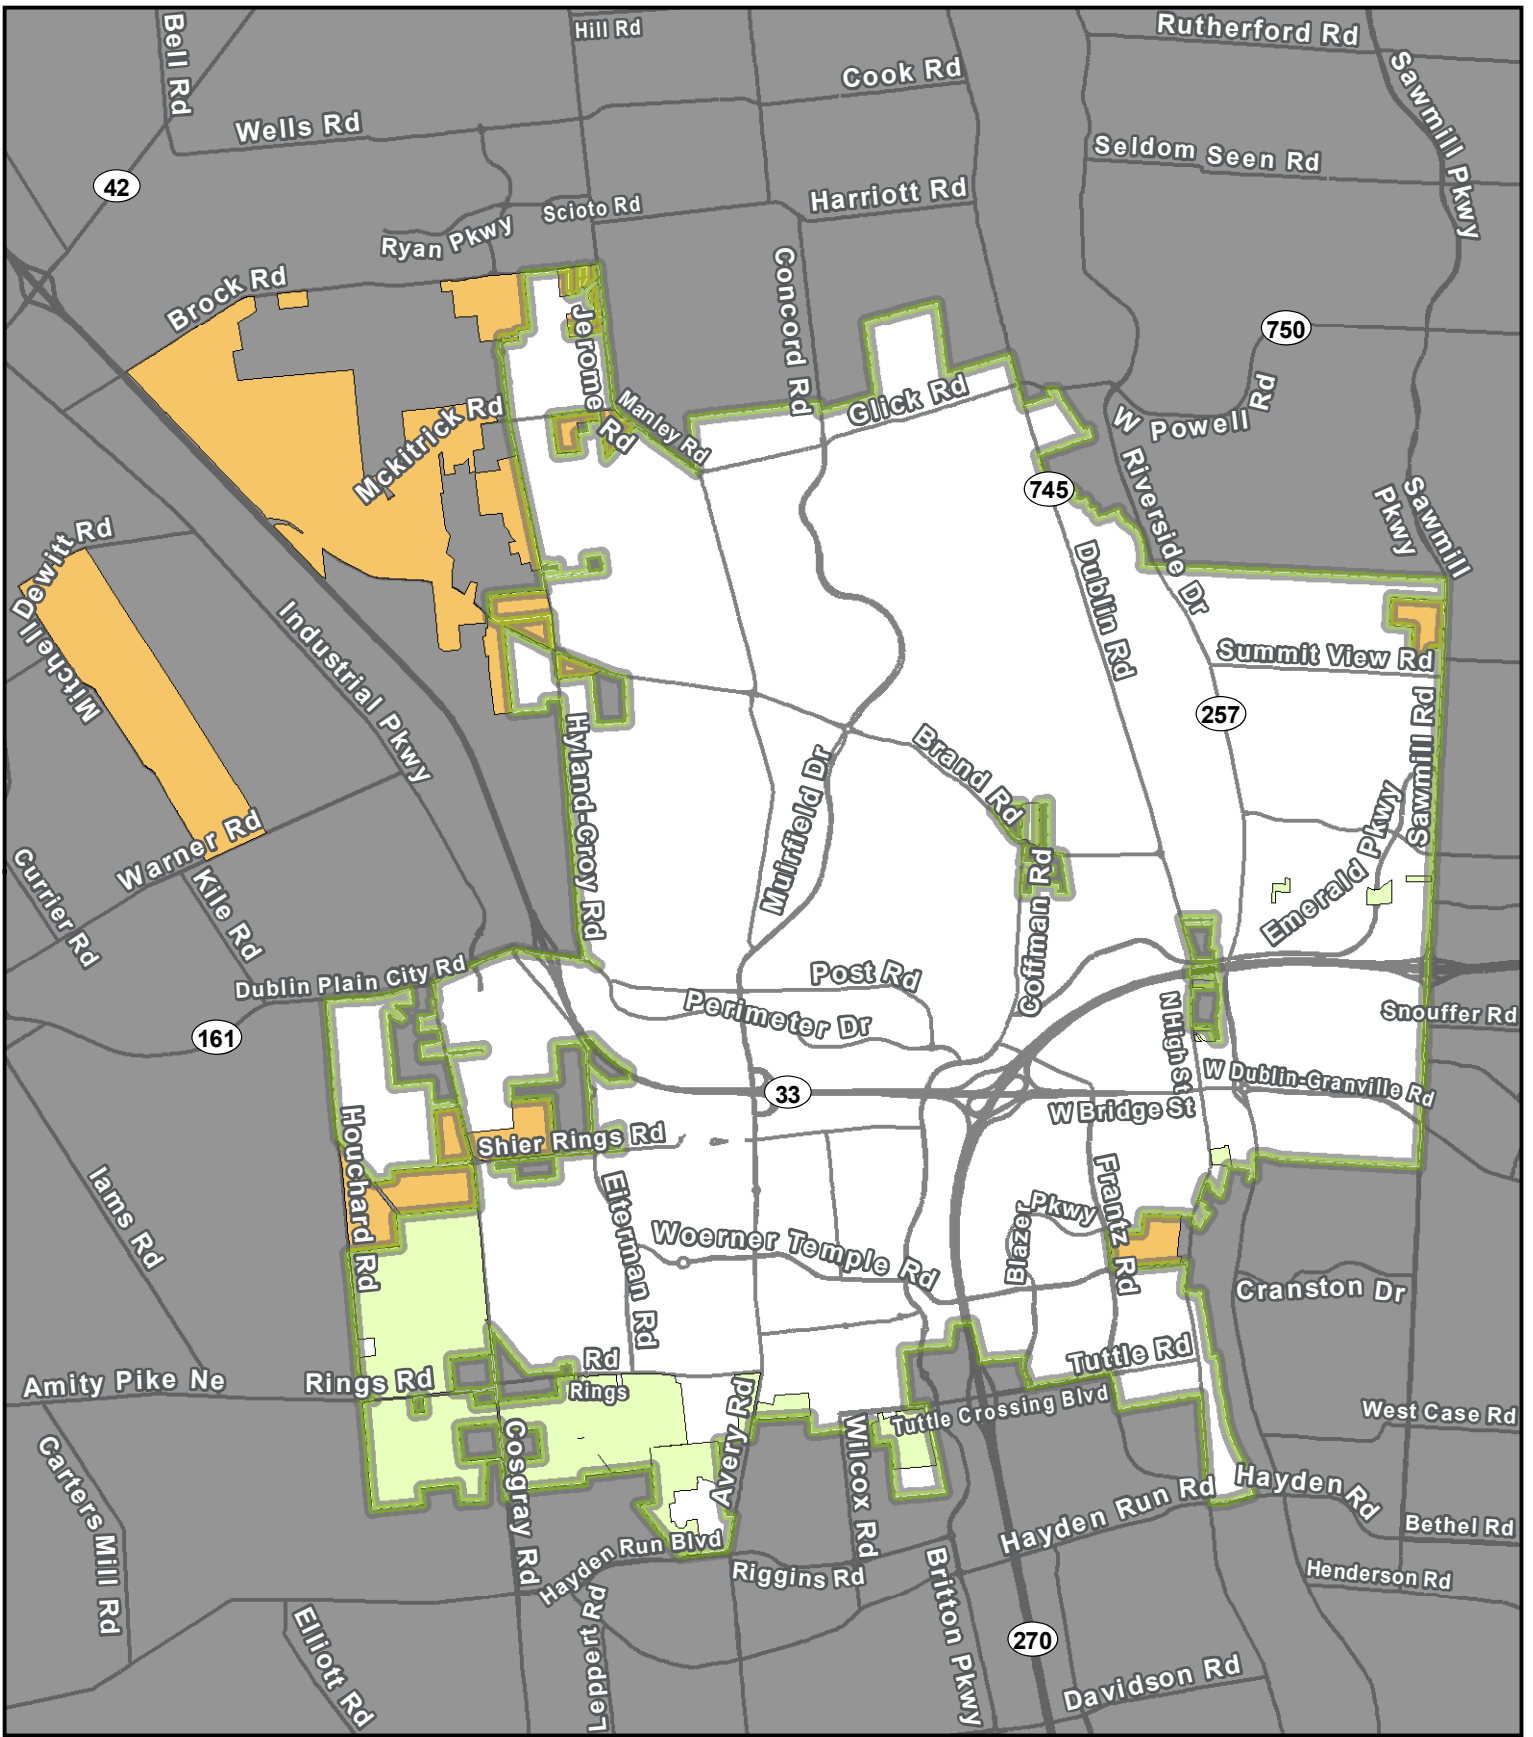 Bell Rd
Hill Rd
Rutherford Rd
Sawmill Pkwy
Cook Rd
Wells Rd
Seldom Seen Rd
42
Harriott Rd
Scioto Rd
Ryan Pkwy
Brock Rd
Concord Rd
Jerome Rd
750
Mckitrick Rd
Manley Rd
Glick Rd
W Powell Rd
745
Riverside Dr
Sawmill Pkwy
Sawmill
Dewitt Rd
Mitchell
Industrial Pkwy
Dublin Rd
Summit View Rd
257
Hyland-Croy Rd
Muirfield Dr
Brand Rd
Sawmill Rd
Emerald Pkwy
Warner Rd
Currier Rd
Kile Rd
Coffman Rd
Dublin Plain City Rd
Post Rd
Perimeter Dr
N High St
Snouffer Rd
161
33
W Dublin-Granville Rd
W Bridge St
Houchard Rd
Shier Rings Rd
Iams Rd
Eiterman Rd
Woerner Temple Rd
Blazer Pkwy
Frantz Rd
Cranston Dr
Amity Pike Ne
Rings Rd
Rd
Rings
Tuttle Rd
Tuttle Crossing Blvd
West Case Rd
Avery Rd
Wilcox Rd
Carters Mill Rd
Cosgray Rd
Hayden Run Rd
Hayden Rd
Bethel Rd
Hayden Run Blvd
Riggins Rd
Henderson Rd
Elliott Rd
Leppert Rd
Britton Pkwy
270
Davidson Rd